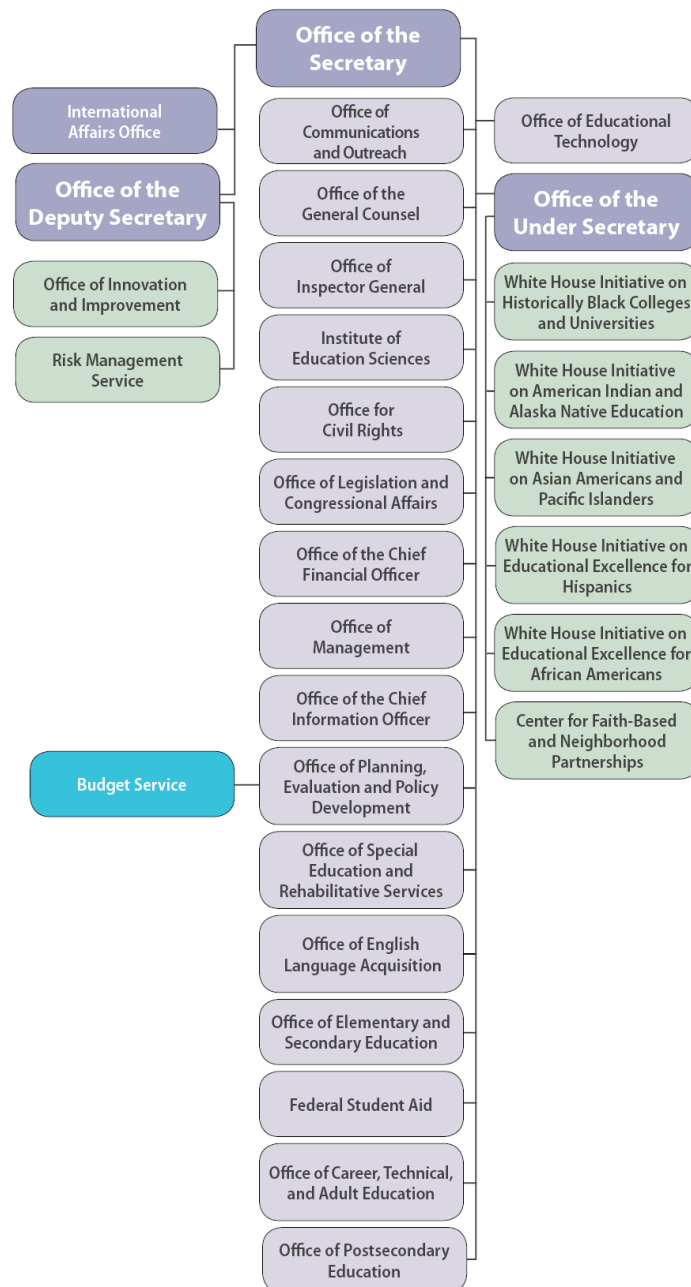 Office of the
Secretary
International
Affairs Office
Office of
Communications
and Outreach
Office of Educational
Technology
Office of the
Deputy Secretary
Office of the
General Counsel
Office of the
Under Secretary
Office of Innovation
and Improvement
Office of
Inspector General
White House Initiative on
Historically Black Colleges
and Universities
Risk Management
Service
Institute of
Education Sciences
White House Initiative
on American Indian and
Alaska Native Education
Office for
Civil Rights
White House Initiative
on Asian Americans and
Pacific Islanders
Office of Legislation and
Congressional Affairs
Office of the Chief
Financial Officer
White House Initiative on
Educational Excellence for
Hispanics
Office of
Management
White House Initiative on
Educational Excellence for
African Americans
Office of the Chief
Information Officer
Center for Faith-Based
and Neighborhood
Partnerships
Budget Service
Office of Planning,
Evaluation and Policy
Development
Office of Special
Education and
Rehabilitative Services
Office of English
Language Acquisition
Office of Elementary and
Secondary Education
Federal Student Aid
Office of Career, Technical,
and Adult Education
Office of Postsecondary
Education